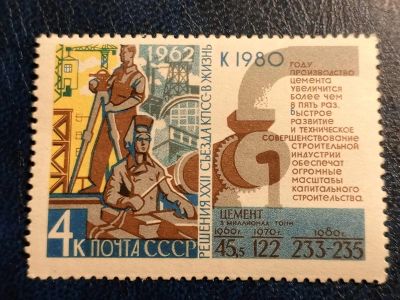 1962
К 1980
ГОДУ
ПРОИЗВОДСТВО
ЦЕМЕНТА
УВЕЛИЧИТСЯ
БОЛЕЕ ЧЕМ
В ПЯТЬ РАЗ.
БЫСТРОЕ
РАЗВИТИЕ
И ТЕХНИЧЕСКОЕ
СОВЕРШЕНСТВОВАНИЕ
СТРОИТЕЛЬНОЙ
ИНДУСТРИИ
ОБЕСПЕЧАТ
ОГРОМНЫЕ
МАСШТАБЫ
КАПИТАЛЬНОГО
СТРОИТЕЛЬСТВА.
РЕШЕНИЯ XXII СЪЕЗДА КПСС-В ЖИЗНЬ
ЦЕМЕНТ
В МИЛЛИОНАХ ТОНН
1960г. 1970г. 1980г.
45,5 122 233-235
4К ПОЧТА СССР